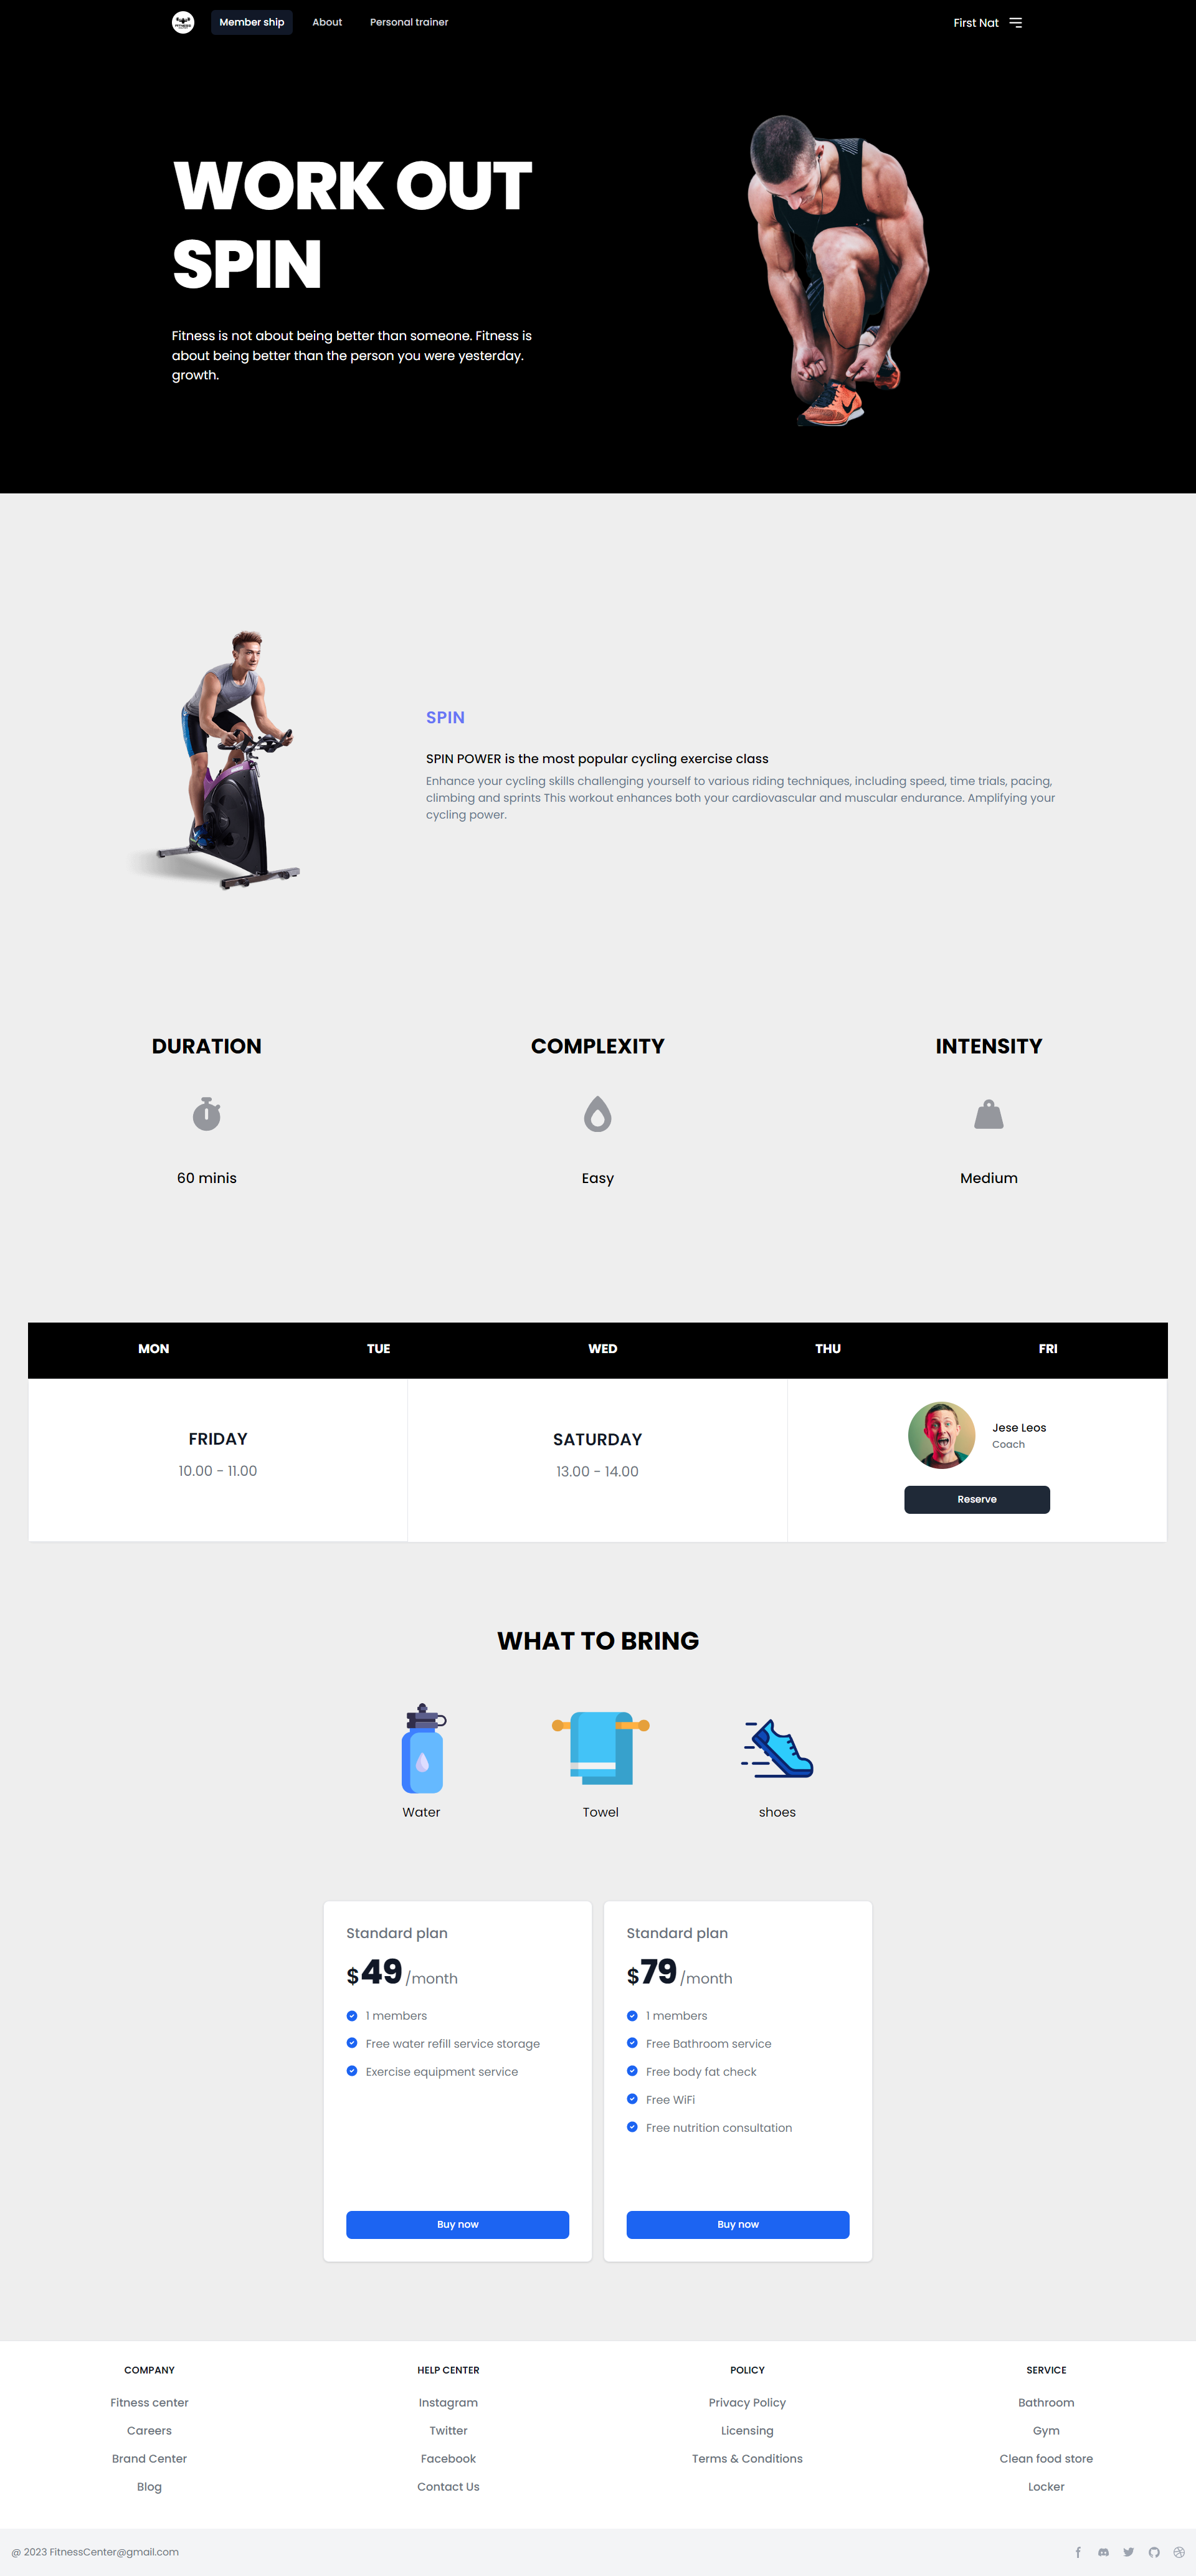 FITNESS
Member ship
About
Personal trainer
First Nat
WORK OUT
SPIN
Fitness is not about being better than someone. Fitness is
about being better than the person you were yesterday.
growth.
SPIN
SPIN POWER is the most popular cycling exercise class
Enhance your cycling skills challenging yourself to various riding techniques, including speed, time trials, pacing,
climbing and sprints This workout enhances both your cardiovascular and muscular endurance. Amplifying your
cycling power.
DURATION
COMPLEXITY
INTENSITY
60 minis
Easy
Medium
MON
TUE
WED
THU
FRI
FRIDAY
10.00 - 11.00
SATURDAY
13.00 - 14.00
Jese Leos
Coach
Reserve
WHAT TO BRING
Water
Towel
shoes
Standard plan
$49/month
1 members
Free water refill service storage
Exercise equipment service
Buy now
Standard plan
$79/month
1 members
Free Bathroom service
Free body fat check
Free WiFi
Free nutrition consultation
Buy now
COMPANY
Fitness center
Careers
Brand Center
Blog
HELP CENTER
Instagram
Twitter
Facebook
Contact Us
POLICY
Privacy Policy
Licensing
Terms & Conditions
SERVICE
Bathroom
Gym
Clean food store
Locker
@ 2023 FitnessCenter@gmail.com